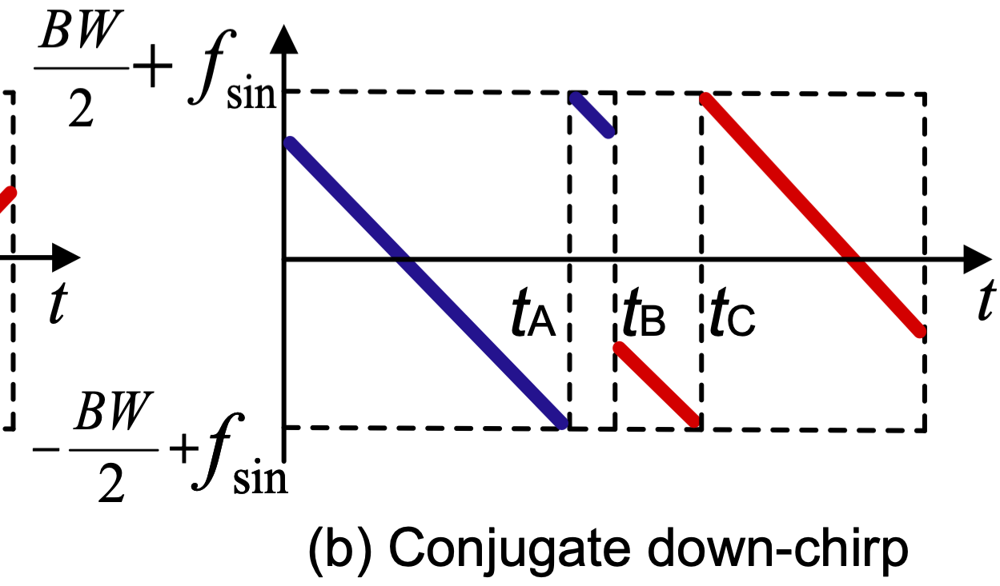 BW/2 + f_sin
t
t_A t_B t_C
t
-BW/2 + f_sin
(b) Conjugate down-chirp